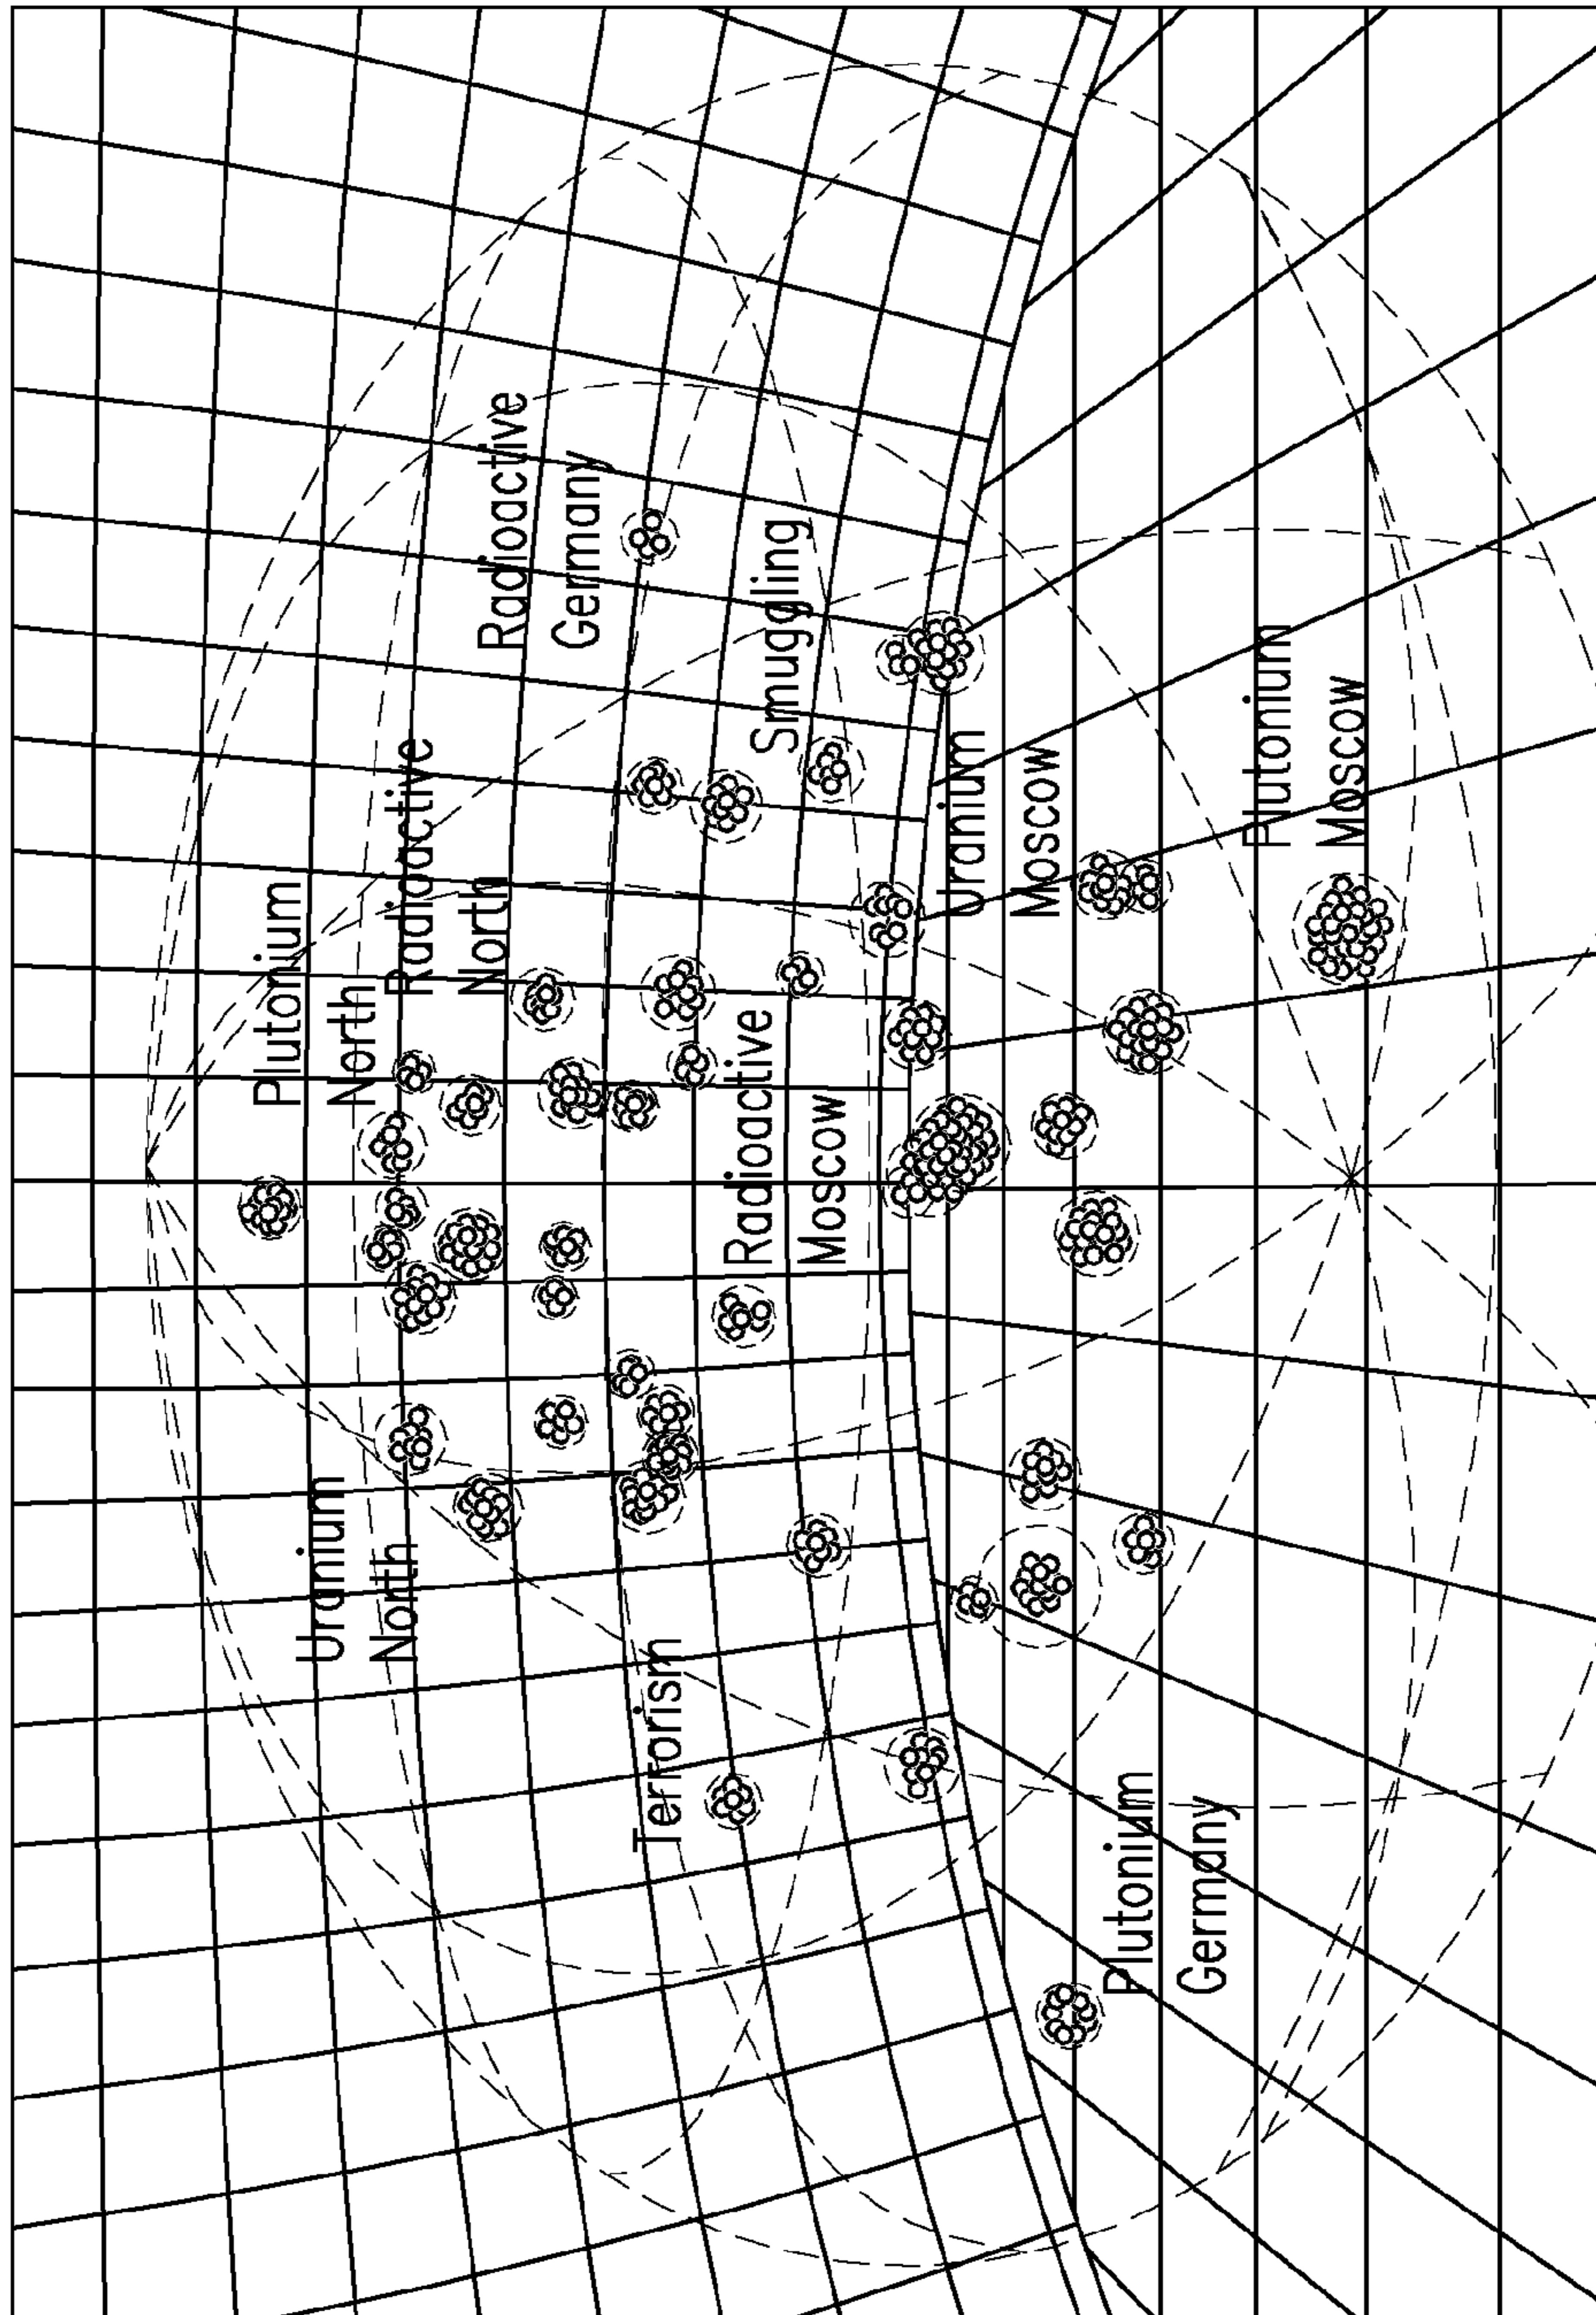 Plutonium
North
Uranium
North
Radioactive
North
Radioactive
Germany
Terrorism
Radioactive
Moscow
Smuggling
Uranium
Moscow
Plutonium
Germany
Plutonium
Moscow